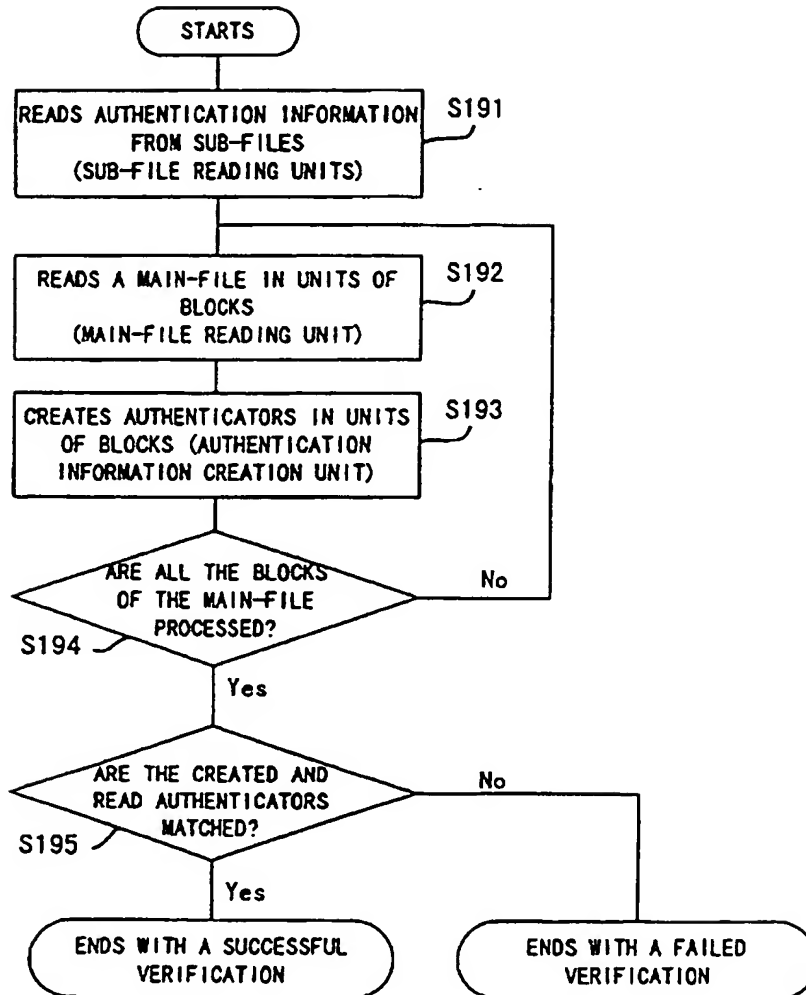 STARTS
READS AUTHENTICATION INFORMATION
FROM SUB-FILES
(SUB-FILE READING UNITS)
S191
READS A MAIN-FILE IN UNITS OF
BLOCKS
(MAIN-FILE READING UNIT)
S192
CREATES AUTHENTICATORS IN UNITS
OF BLOCKS (AUTHENTICATION
INFORMATION CREATION UNIT)
S193
ARE ALL THE BLOCKS
OF THE MAIN-FILE
PROCESSED?
No
S194
Yes
ARE THE CREATED AND
READ AUTHENTICATORS
MATCHED?
No
S195
Yes
ENDS WITH A SUCCESSFUL
VERIFICATION
ENDS WITH A FAILED
VERIFICATION